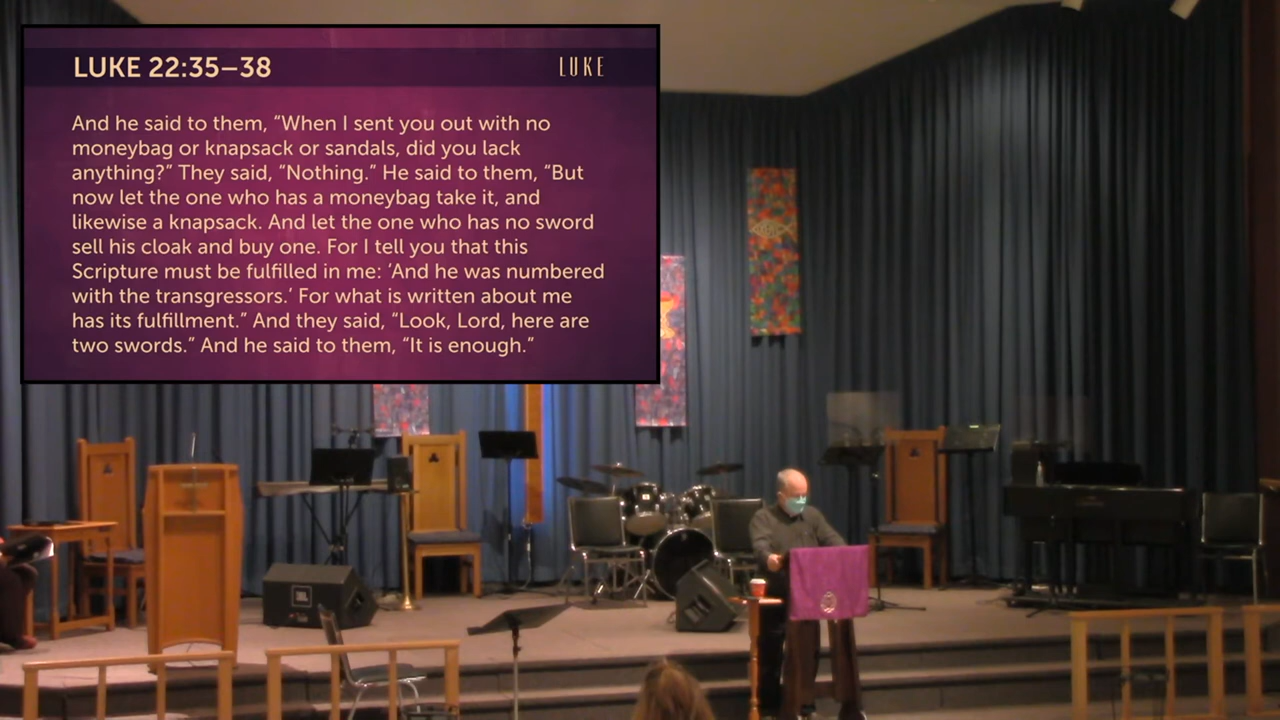 LUKE 22:35–38
LUKE
And he said to them, “When I sent you out with no
moneybag or knapsack or sandals, did you lack
anything?” They said, “Nothing.” He said to them, “But
now let the one who has a moneybag take it, and
likewise a knapsack. And let the one who has no sword
sell his cloak and buy one. For I tell you that this
Scripture must be fulfilled in me: ‘And he was numbered
with the transgressors.’ For what is written about me
has its fulfillment.” And they said, “Look, Lord, here are
two swords.” And he said to them, “It is enough.”
JBL